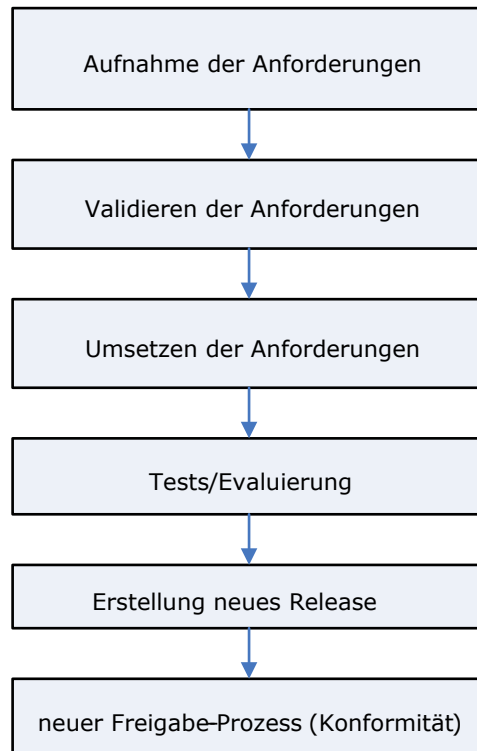 Aufnahme der Anforderungen
Validieren der Anforderungen
Umsetzen der Anforderungen
Tests/Evaluierung
Erstellung neues Release
neuer Freigabe-Prozess (Konformität)